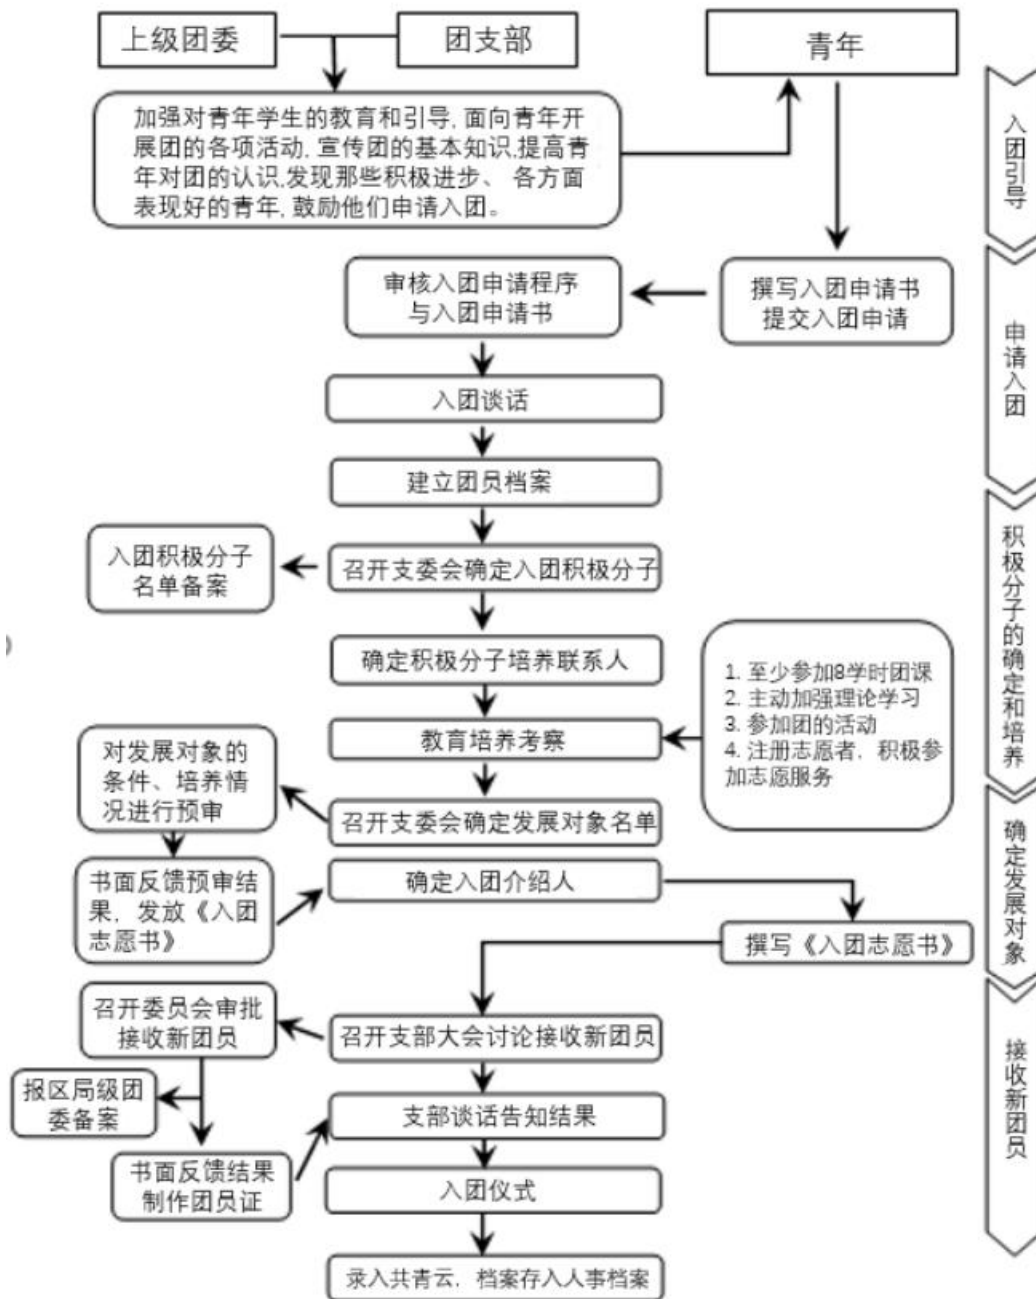 上级团委
团支部
青年
加强对青年学生的教育和引导, 面向青年开
展团的各项活动, 宣传团的基本知识,提高青
年对团的认识,发现那些积极进步、 各方面
表现好的青年, 鼓励他们申请入团。
入团引导
审核入团申请程序
与入团申请书
撰写入团申请书
提交入团申请
申请入团
入团谈话
建立团员档案
入团积极分子
名单备案
召开支委会确定入团积极分子
积极分子的确定和培养
确定积极分子培养联系人
1. 至少参加8学时团课
2. 主动加强理论学习
3. 参加团的活动
4. 注册志愿者、积极参
加志愿服务
教育培养考察
对发展对象的
条件、培养情
况进行预审
召开支委会确定发展对象名单
确定发展对象
书面反馈预审结
果、发放《入团
志愿书》
确定入团介绍人
撰写《入团志愿书》
召开委员会审批
接收新团员
召开支部大会讨论接收新团员
接收新团员
报区局级团
委备案
支部谈话告知结果
书面反馈结果
制作团员证
入团仪式
录入共青云、档案存入人事档案